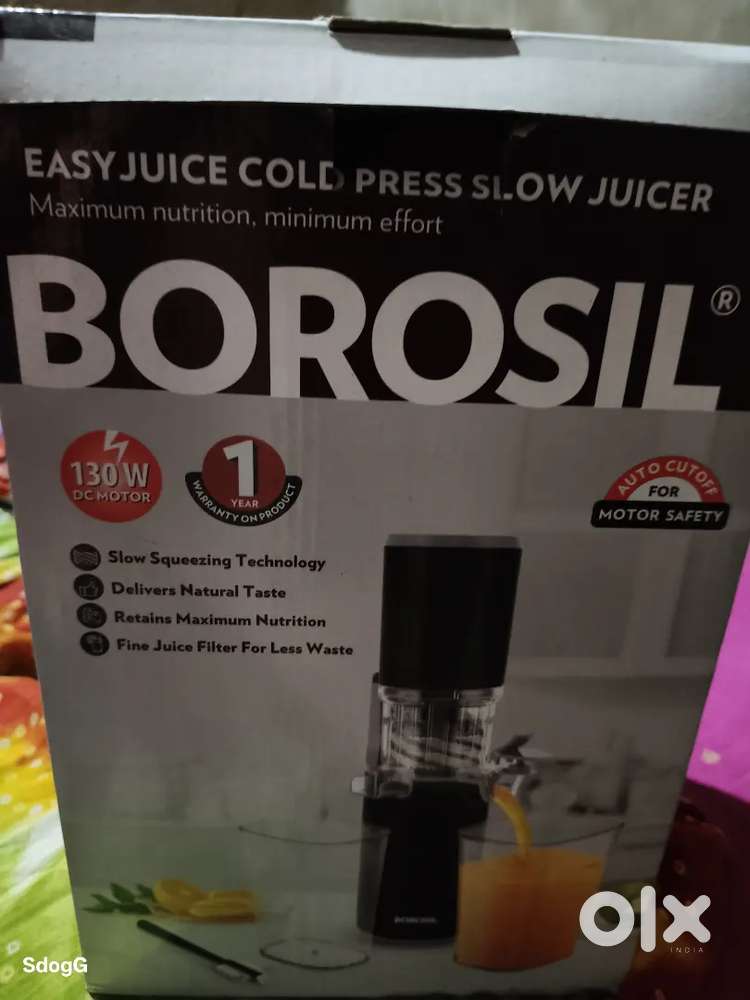 EASYJUICE COLD PRESS SLOW JUICER
Maximum nutrition, minimum effort
BOROSIL®
130 W
DC MOTOR
1
YEAR
WARRANTY ON PRODUCT
AUTO CUTOFF
FOR
MOTOR SAFETY
Slow Squeezing Technology
Delivers Natural Taste
Retains Maximum Nutrition
Fine Juice Filter For Less Waste
BOROSIL
olx
INDIA
SdogG